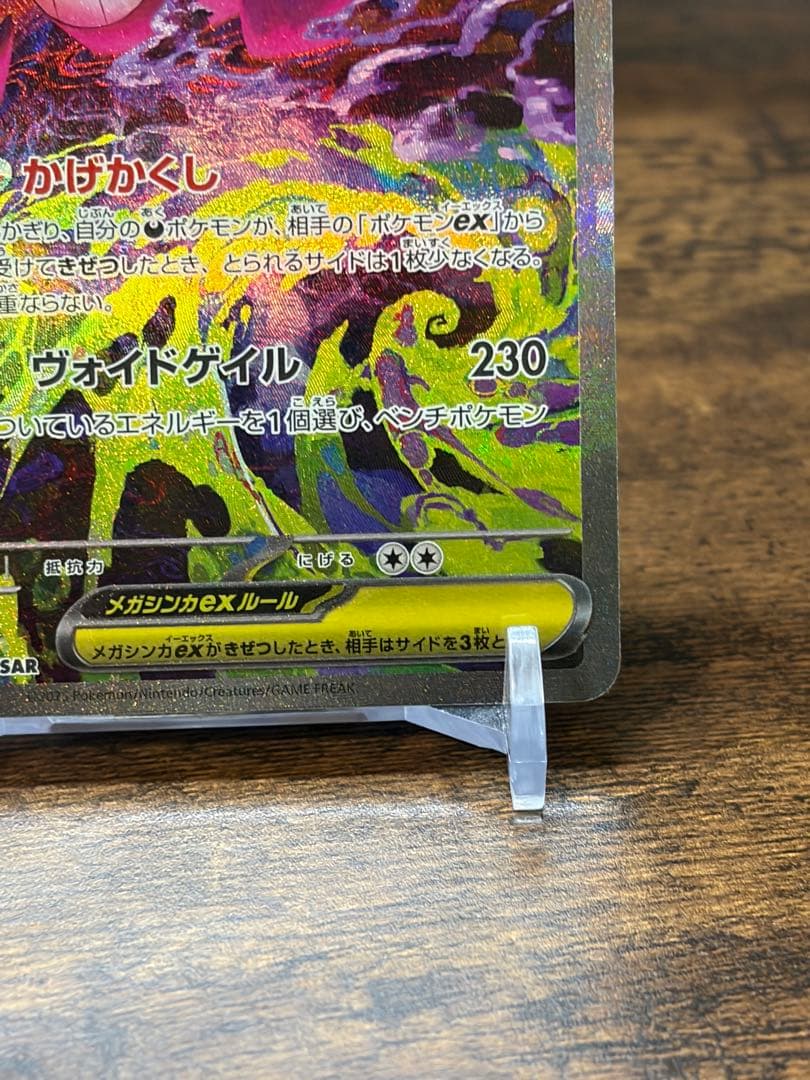 かげかくし
かぎり、自分のポケモンが、相手の「ポケモンex」から
受けてきぜつしたとき、とられるサイドは1枚少なくなる。
重ならない。
ヴォイドゲイル 230
ついているエネルギーを1個選び、ベンチポケモン
抵抗力 にげる
メガシンカexルール
メガシンカexがきぜつしたとき、相手はサイドを3枚と
SAR
©2025 Pokémon/Nintendo/Creatures/GAME FREAK